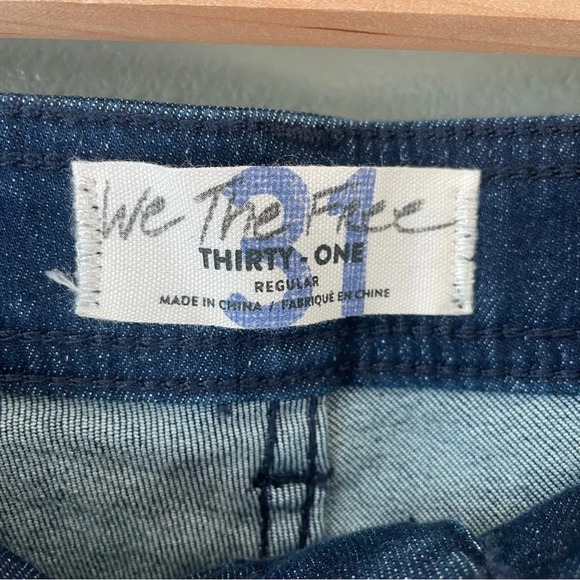 We The Free
31
THIRTY-ONE
REGULAR
MADE IN CHINA / FABRIQUÉ EN CHINE